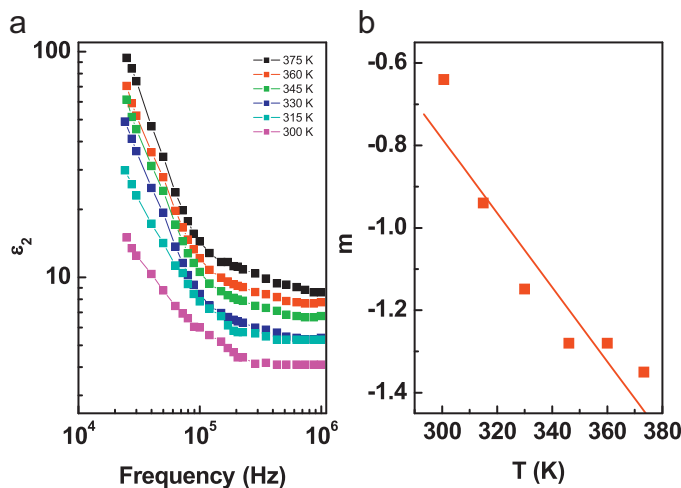 a
100
10
ε2
10^4
10^5
10^6
Frequency (Hz)
375 K
360 K
345 K
330 K
315 K
300 K
b
-0.6
-0.8
-1.0
-1.2
-1.4
m
300
320
340
360
380
T (K)